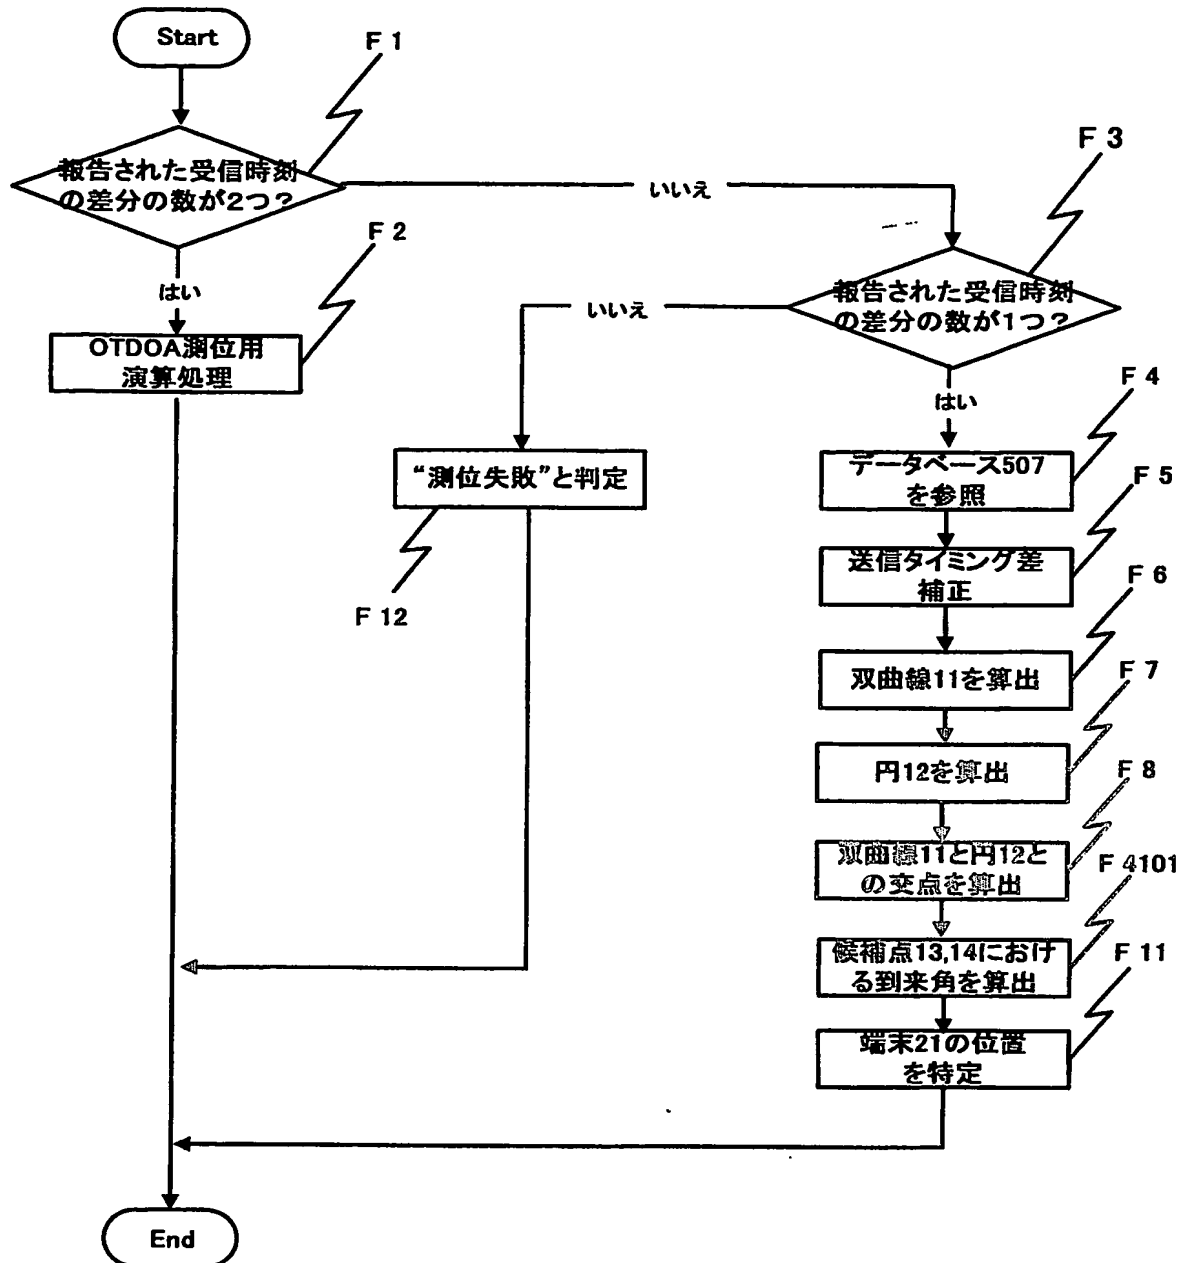 Start
F 1
報告された受信時刻
の差分の数が2つ?
いいえ
F 3
はい
F 2
OTDOA測位用
演算処理
報告された受信時刻
の差分の数が1つ?
いいえ
はい
F 4
データベース507
を参照
“測位失敗”と判定
F 12
F 5
送信タイミング差
補正
F 6
双曲線11を算出
F 7
円12を算出
F 8
双曲線11と円12と
の交点を算出
F 4101
候補点13,14におけ
る到来角を算出
F 11
端末21の位置
を特定
End